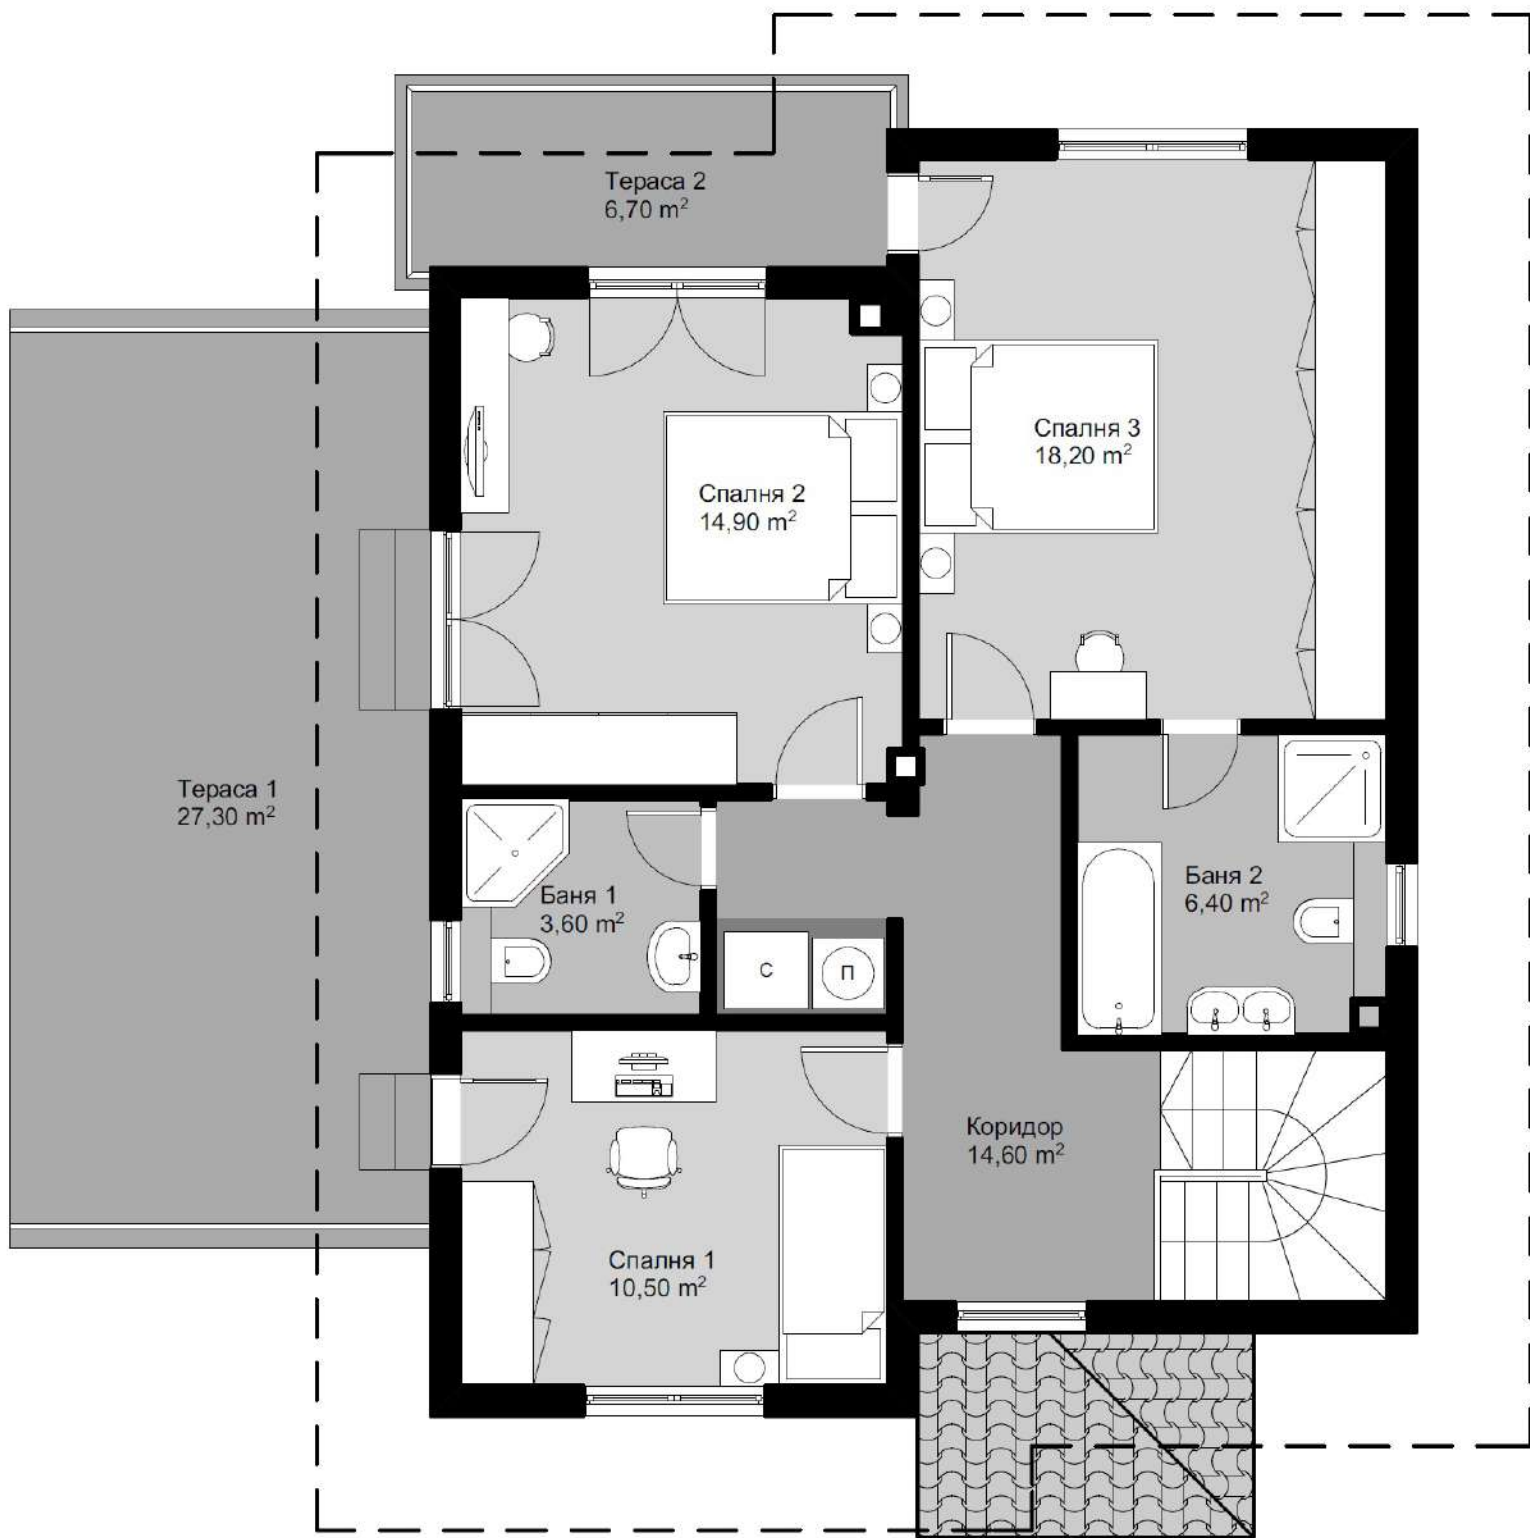 Тераса 2
6,70 m²
Спалня 3
18,20 m²
Спалня 2
14,90 m²
Тераса 1
27,30 m²
Баня 1
3,60 m²
Баня 2
6,40 m²
С
П
Коридор
14,60 m²
Спалня 1
10,50 m²